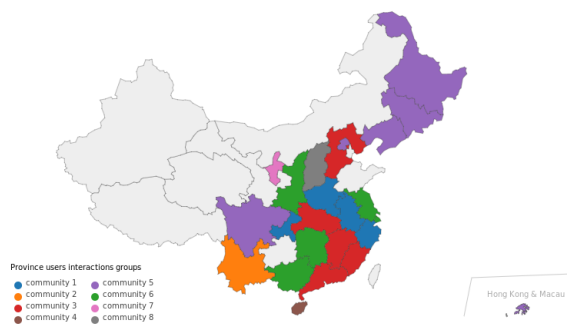 Province users interactions groups
community 1
community 2
community 3
community 4
community 5
community 6
community 7
community 8
Hong Kong & Macau